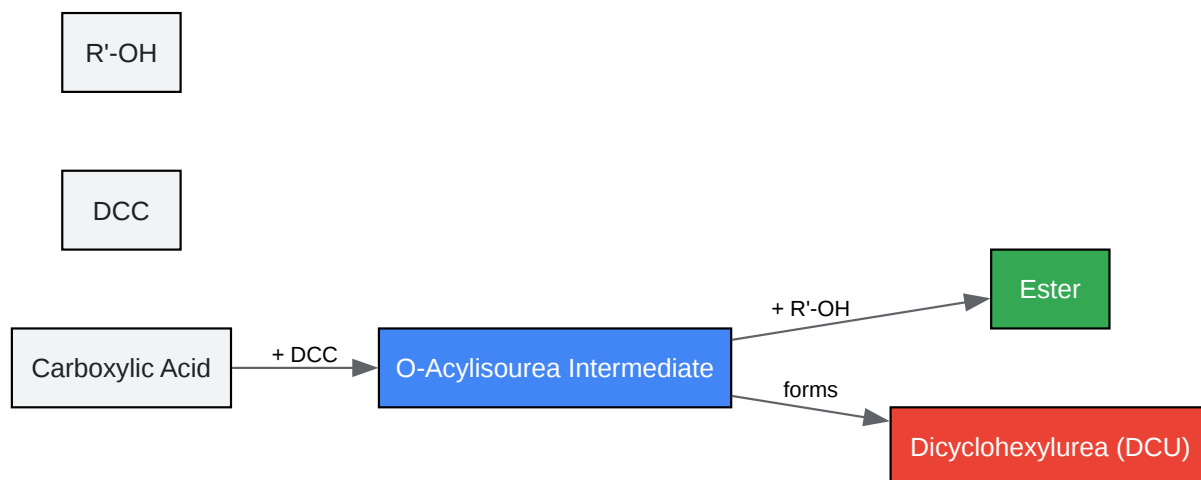 R'-OH
DCC
Carboxylic Acid
+ DCC
O-Acylisourea Intermediate
+ R'-OH
Ester
forms
Dicyclohexylurea (DCU)